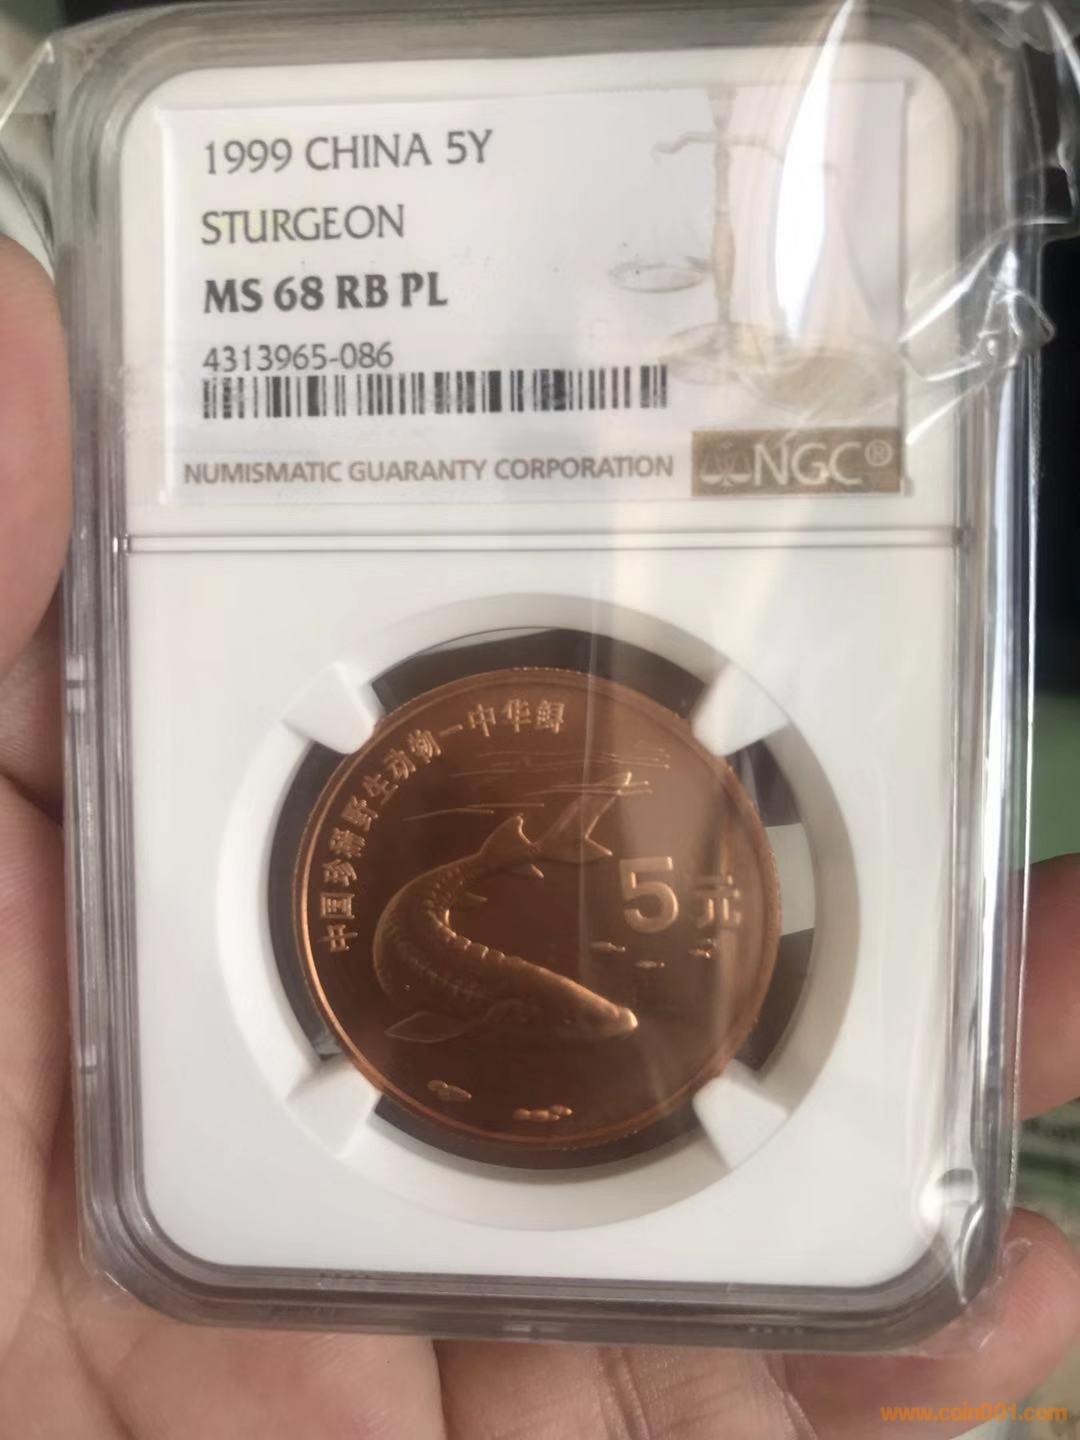 1999 CHINA 5Y
STURGEON
MS 68 RB PL
4313965-086
NUMISMATIC GUARANTY CORPORATION
NGC®
中国珍稀野生动物—中华鲟
5元
www.coin001.com